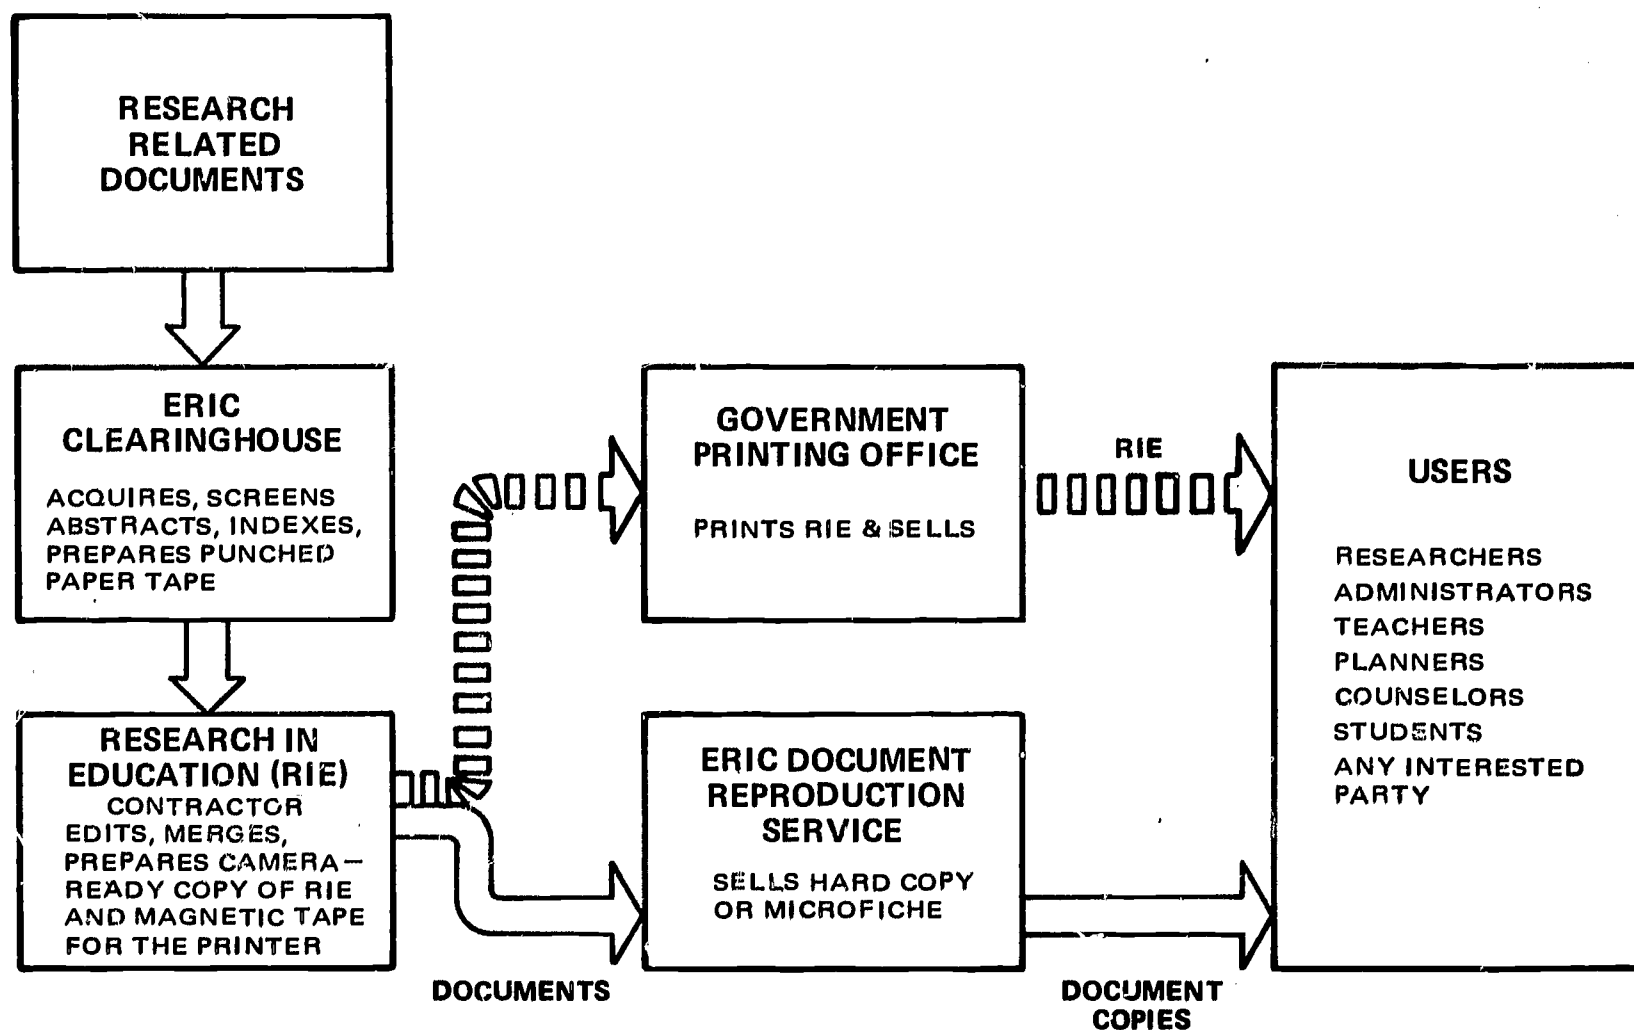 RESEARCH
RELATED
DOCUMENTS
ERIC
CLEARINGHOUSE
ACQUIRES, SCREENS
ABSTRACTS, INDEXES,
PREPARES PUNCHED
PAPER TAPE
RESEARCH IN
EDUCATION (RIE)
CONTRACTOR
EDITS, MERGES,
PREPARES CAMERA—
READY COPY OF RIE
AND MAGNETIC TAPE
FOR THE PRINTER
GOVERNMENT
PRINTING OFFICE
PRINTS RIE & SELLS
ERIC DOCUMENT
REPRODUCTION
SERVICE
SELLS HARD COPY
OR MICROFICHE
DOCUMENTS
RIE
DOCUMENT
COPIES
USERS
RESEARCHERS
ADMINISTRATORS
TEACHERS
PLANNERS
COUNSELORS
STUDENTS
ANY INTERESTED
PARTY